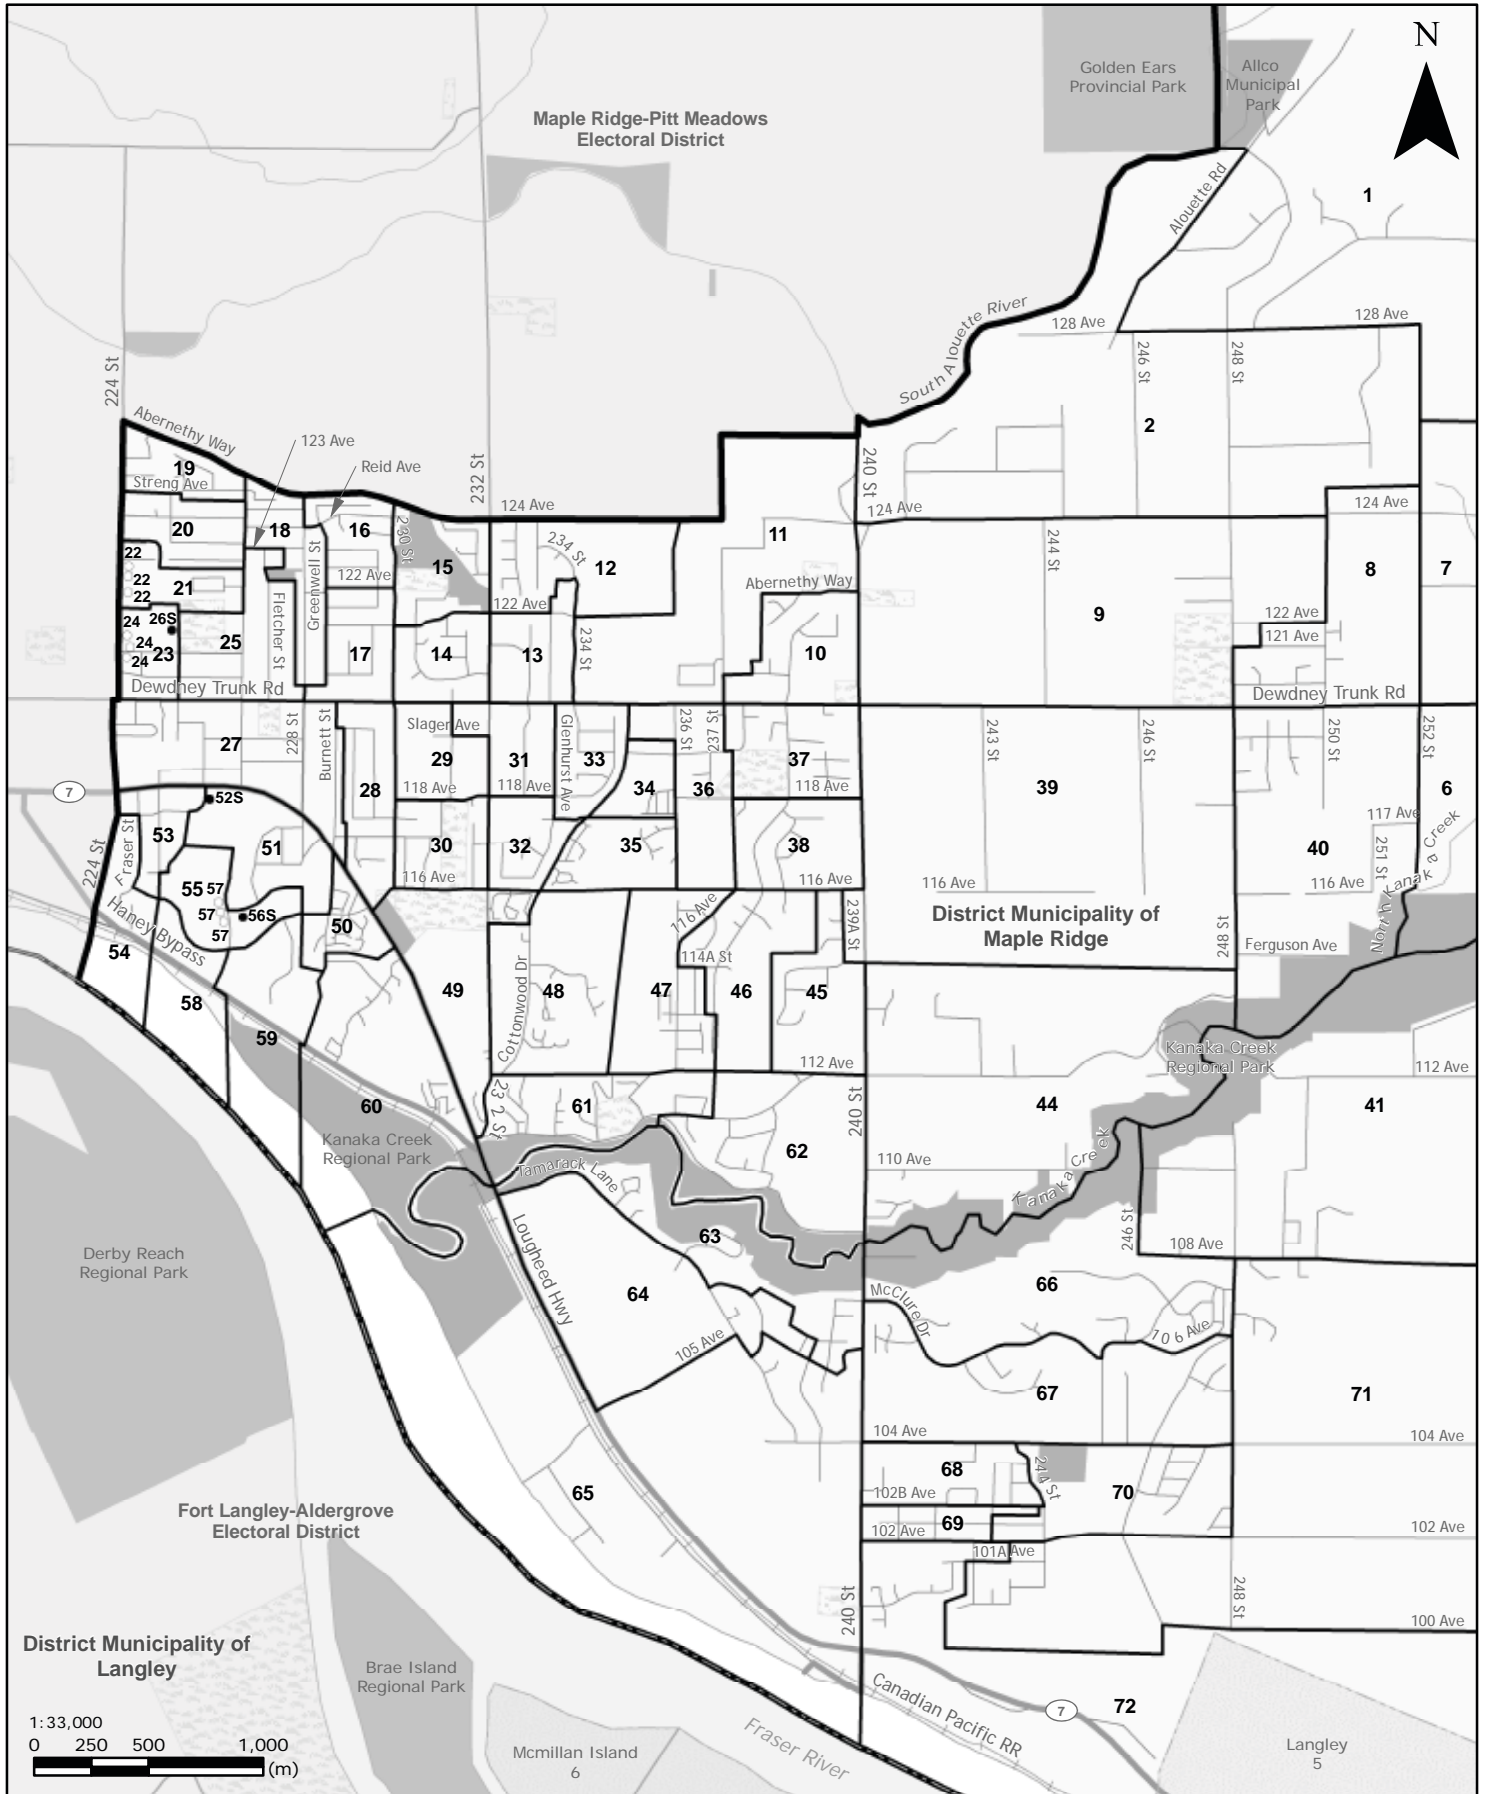 N
Golden Ears
Provincial Park
Allco
Municipal
Park
Maple Ridge-Pitt Meadows
Electoral District
1
Alouette Rd
South Alouette River
128 Ave
128 Ave
224 St
246 St
248 St
2
Abernethy Way
123 Ave
Reid Ave
232 St
240 St
19
Streng Ave
124 Ave
124 Ave
124 Ave
20
18
16
230 St
15
234 St
12
11
244 St
8
7
22
22
22
21
Greenwell St
122 Ave
122 Ave
Abernethy Way
9
122 Ave
121 Ave
24
26S
24
24
23
25
Fletcher St
17
14
13
234 St
10
Dewdney Trunk Rd
Dewdney Trunk Rd
27
228 St
Burnett St
Slager Ave
29
31
Glenhurst Ave
33
236 St
237 St
37
243 St
246 St
250 St
252 St
7
52S
28
118 Ave
118 Ave
34
36
118 Ave
39
6
117 Ave
53
Fraser St
51
30
32
35
38
40
251 St
North Kanaka Creek
224 St
55
57
57
57
56S
116 Ave
116 Ave
116 Ave
116 Ave
116 Ave
50
District Municipality of
Maple Ridge
239A St
248 St
Ferguson Ave
Haney Bypass
54
114A St
58
49
Cottonwood Dr
48
47
46
45
59
112 Ave
Kanaka Creek
Regional Park
112 Ave
60
232 St
61
240 St
44
41
Kanaka Creek
Regional Park
Tamarack Lane
62
110 Ave
Kanaka Creek
63
246 St
108 Ave
Derby Reach
Regional Park
Lougheed Hwy
64
McClure Dr
66
106 Ave
105 Ave
67
71
104 Ave
104 Ave
68
244 St
65
102B Ave
70
Fort Langley-Aldergrove
Electoral District
102 Ave
69
102 Ave
101A Ave
240 St
248 St
100 Ave
District Municipality of
Langley
Brae Island
Regional Park
Canadian Pacific RR
7
72
1:33,000
0 250 500 1,000
(m)
Mcmillan Island
6
Fraser River
Langley
5